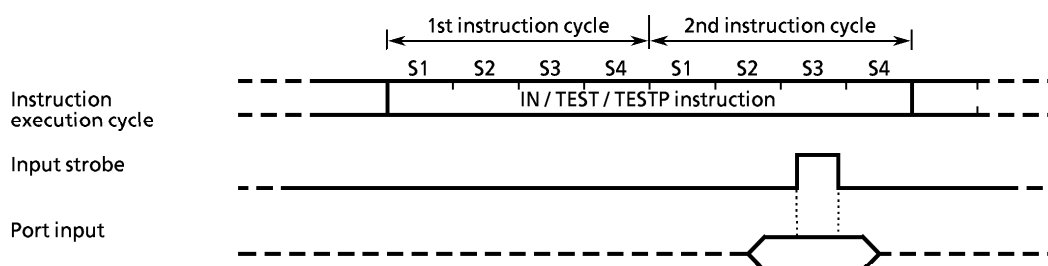 1st instruction cycle 2nd instruction cycle
S1 S2 S3 S4 S1 S2 S3 S4
Instruction
execution cycle
IN / TEST / TESTP instruction
Input strobe
Port input